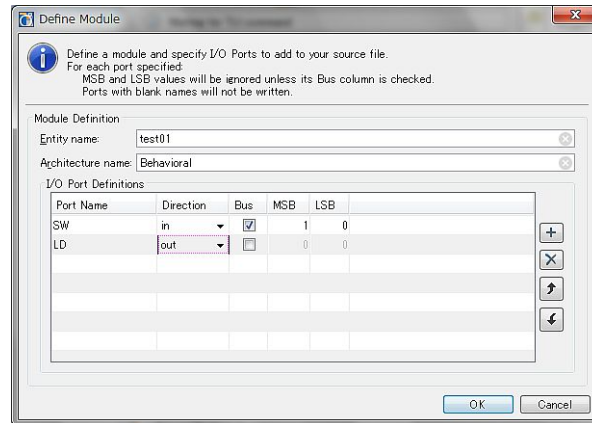 Define Module
Define a module and specify I/O Ports to add to your source file.
For each port specified:
MSB and LSB values will be ignored unless its Bus column is checked.
Ports with blank names will not be written.
Module Definition
Entity name: test01
Architecture name: Behavioral
I/O Port Definitions
Port Name Direction Bus MSB LSB
SW in 1 0
LD out 0 0
OK Cancel